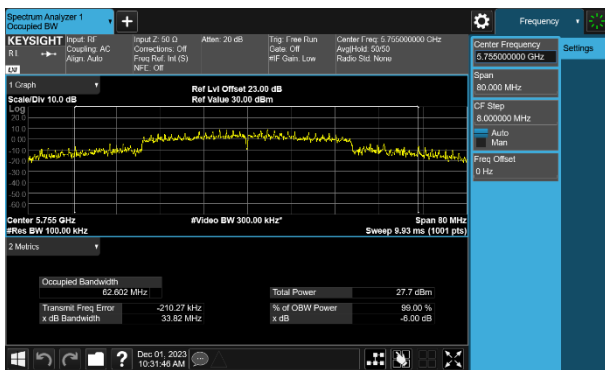 Spectrum Analyzer 1
Occupied BW
Frequency
KEYSIGHT
Input: RF
Coupling: AC
Align: Auto
Input Z: 50 Ω
Corrections: Off
Freq Ref: Int (S)
NFE: Off
Atten: 20 dB
Trig: Free Run
Gate: Off
#IF Gain: Low
Center Freq: 5.755000000 GHz
Avg|Hold: 50/50
Radio Std: None
Center Frequency
5.755000000 GHz
Settings
Span
80.000 MHz
CF Step
8.000000 MHz
Auto
Man
Freq Offset
0 Hz
1 Graph
Scale/Div 10.0 dB
Ref Lvl Offset 23.00 dB
Ref Value 30.00 dBm
Log
20.0
10.0
0.00
-10.0
-20.0
-30.0
-40.0
-50.0
-60.0
Center 5.755 GHz
#Video BW 300.00 kHz*
Span 80 MHz
#Res BW 100.00 kHz
Sweep 9.93 ms (1001 pts)
2 Metrics
Occupied Bandwidth
62.602 MHz
Total Power
27.7 dBm
Transmit Freq Error
-210.27 kHz
% of OBW Power
99.00 %
x dB Bandwidth
33.82 MHz
x dB
-6.00 dB
Dec 01, 2023
10:31:46 AM